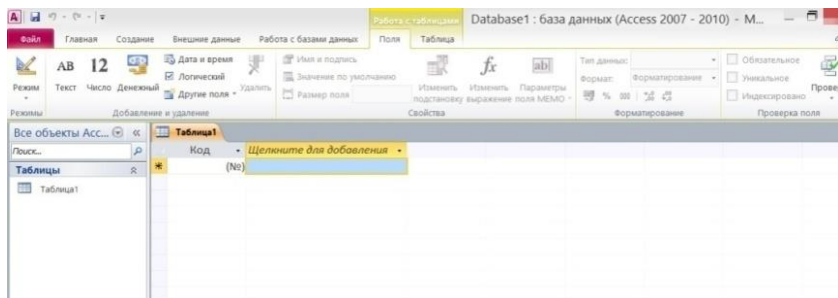 Работа с таблицами
Database1 : база данных (Access 2007 - 2010) - M...
Файл Главная Создание Внешние данные Работа с базами данных Поля Таблица
Режим
AB Текст
12 Число
Денежный
Дата и время
Логический
Другие поля
Удалить
Имя и подпись
Значение по умолчанию
Размер поля
Изменить подстановку
fx Изменить выражение
ab Параметры поля МЕМО
Тип данных:
Формат: Форматирование
% 000
Обязательное
Уникальное
Индексировано
Прове
Режимы Добавление и удаление Свойства Форматирование Проверка поля
Все объекты Acc... «
Поиск...
Таблицы
Таблица1
Таблица1
Код Щелкните для добавления
* (№)